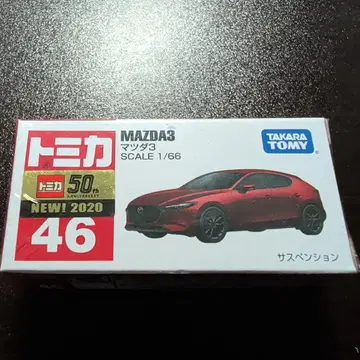 トミカ
トミカ 50th
ANNIVERSARY
NEW! 2020
46
MAZDA3
マツダ3
SCALE 1/66
TAKARA
TOMY
サスペンション